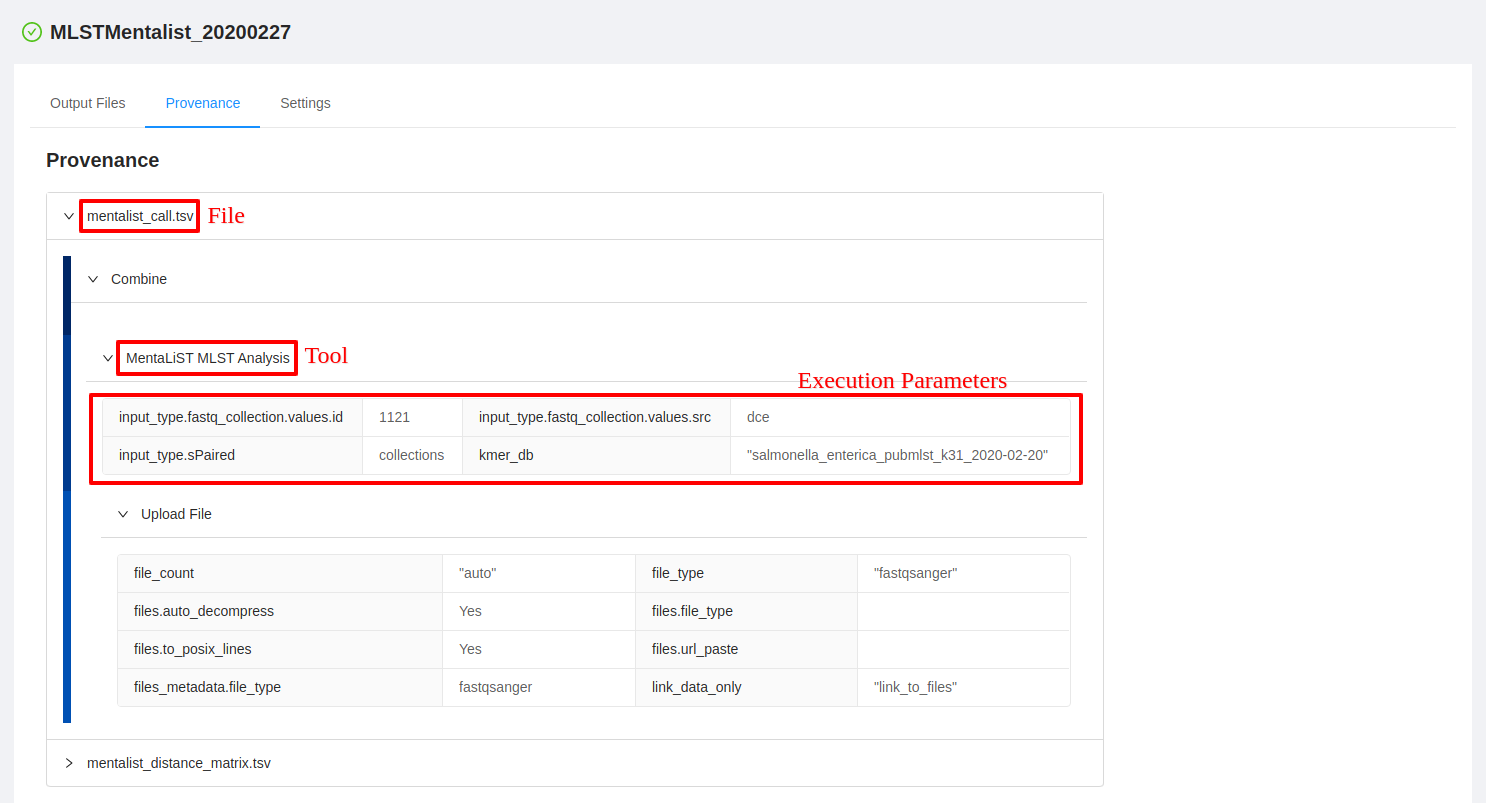 MLSTMentalist_20200227
Output Files Provenance Settings
Provenance
mentalist_call.tsv File
Combine
MentaLiST MLST Analysis Tool
Execution Parameters
input_type.fastq_collection.values.id 1121 input_type.fastq_collection.values.src dce
input_type.sPaired collections kmer_db "salmonella_enterica_pubmlst_k31_2020-02-20"
Upload File
file_count "auto" file_type "fastqsanger"
files.auto_decompress Yes files.file_type
files.to_posix_lines Yes files.url_paste
files_metadata.file_type fastqsanger link_data_only "link_to_files"
mentalist_distance_matrix.tsv